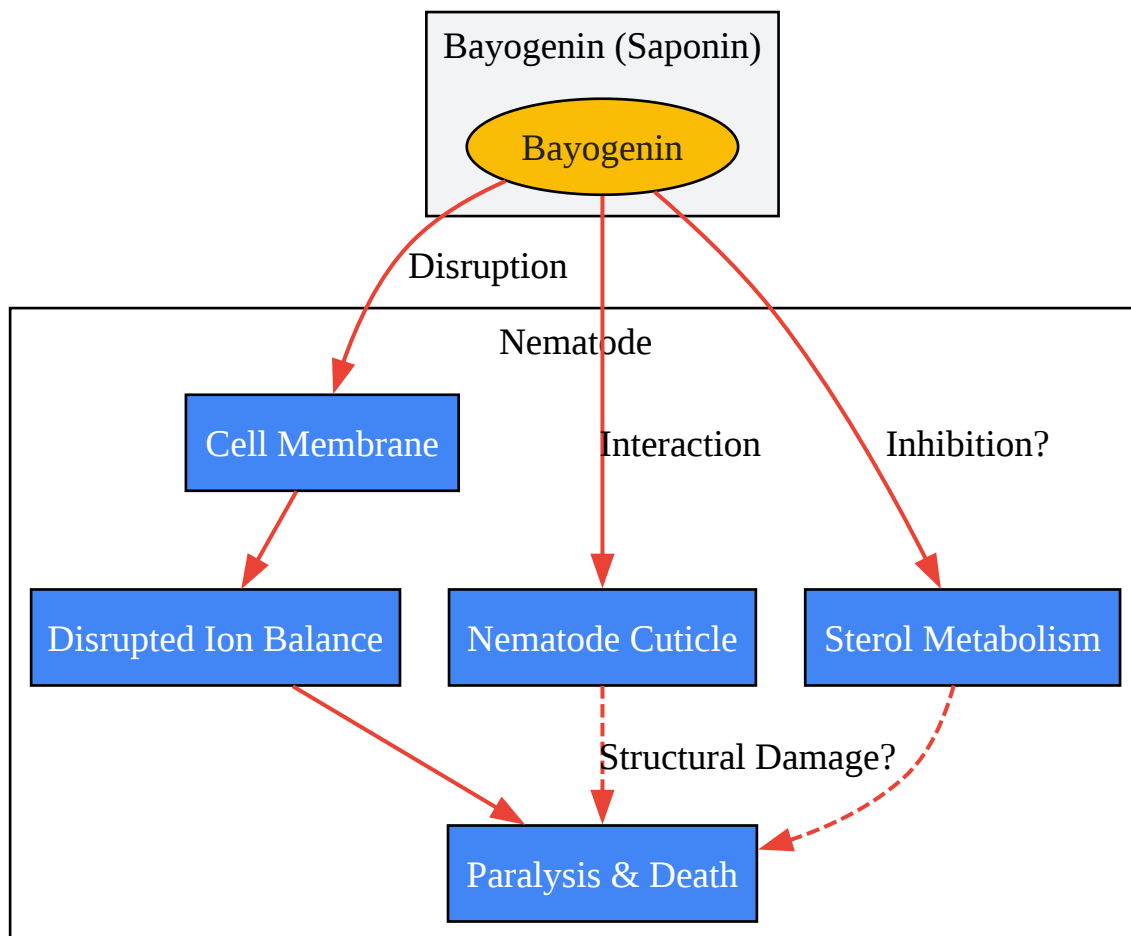 Bayogenin (Saponin)
Bayogenin
Disruption
Nematode
Cell Membrane
Interaction
Inhibition?
Disrupted Ion Balance
Nematode Cuticle
Sterol Metabolism
Structural Damage?
Paralysis & Death